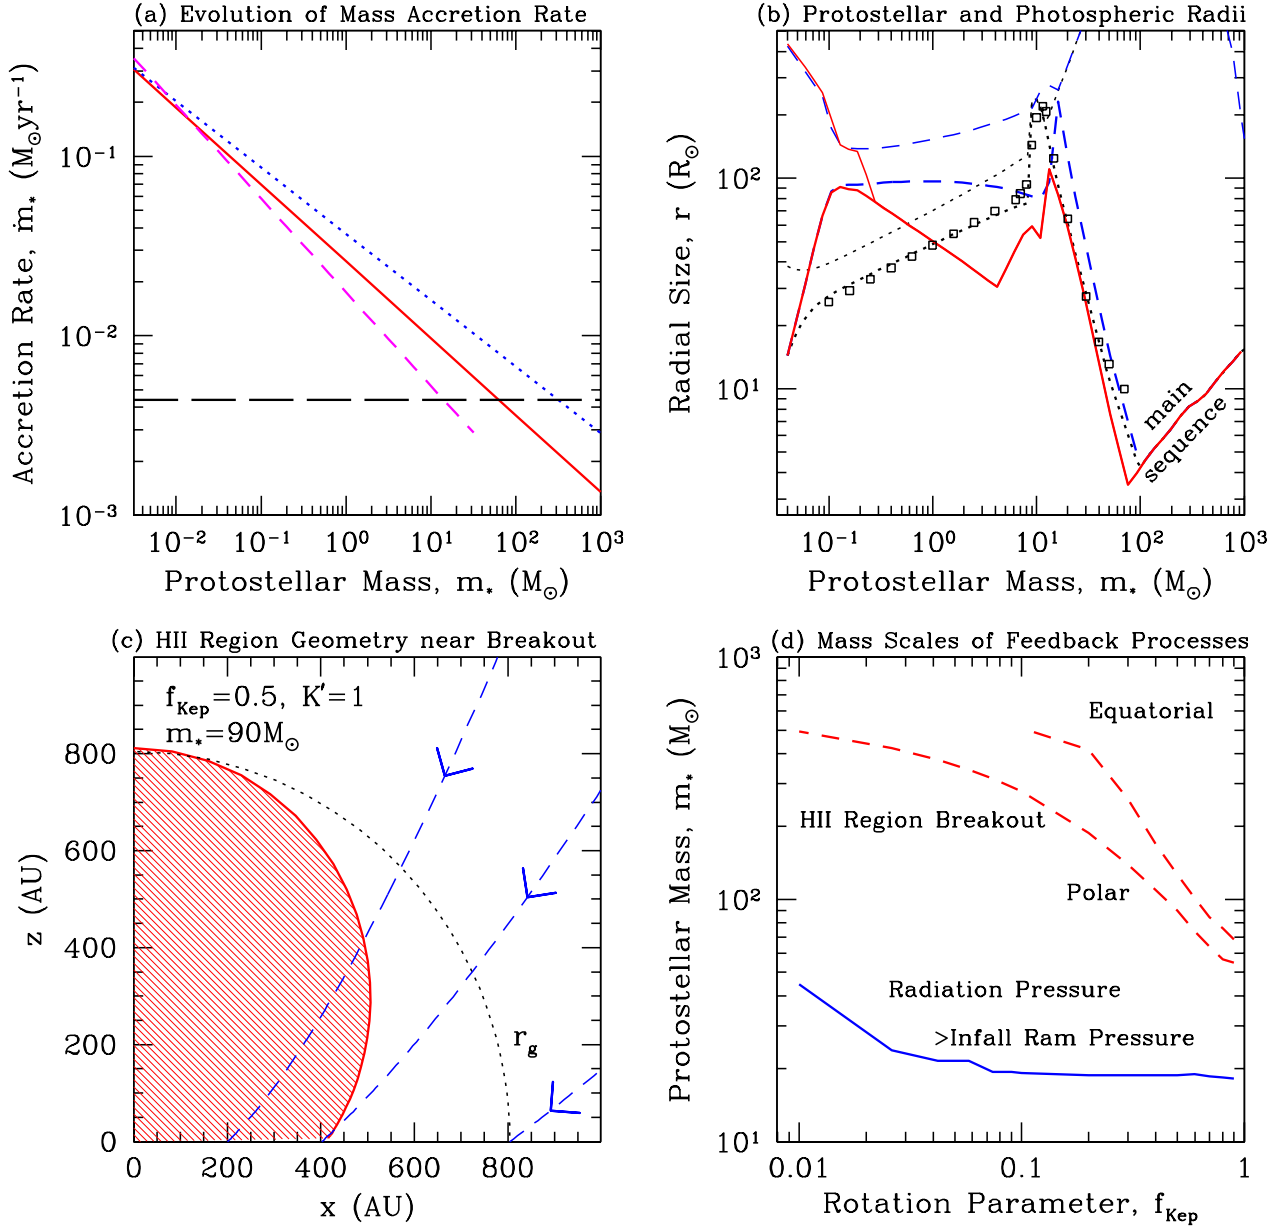 (a) Evolution of Mass Accretion Rate
Accretion Rate, ṁ* (M⊙yr⁻¹)
10⁻¹
10⁻²
10⁻³
10⁻² 10⁻¹ 10⁰ 10¹ 10² 10³
Protostellar Mass, m* (M⊙)
(b) Protostellar and Photospheric Radii
Radial Size, r (R⊙)
10²
10¹
main
sequence
10⁻¹ 10⁰ 10¹ 10² 10³
Protostellar Mass, m* (M⊙)
(c) HII Region Geometry near Breakout
f_Kep=0.5, K'=1
m*=90M⊙
z (AU)
800
600
400
200
0
r_g
0 200 400 600 800
x (AU)
(d) Mass Scales of Feedback Processes
Protostellar Mass, m* (M⊙)
10³
10²
10¹
Equatorial
HII Region Breakout
Polar
Radiation Pressure
>Infall Ram Pressure
0.01 0.1 1
Rotation Parameter, f_Kep